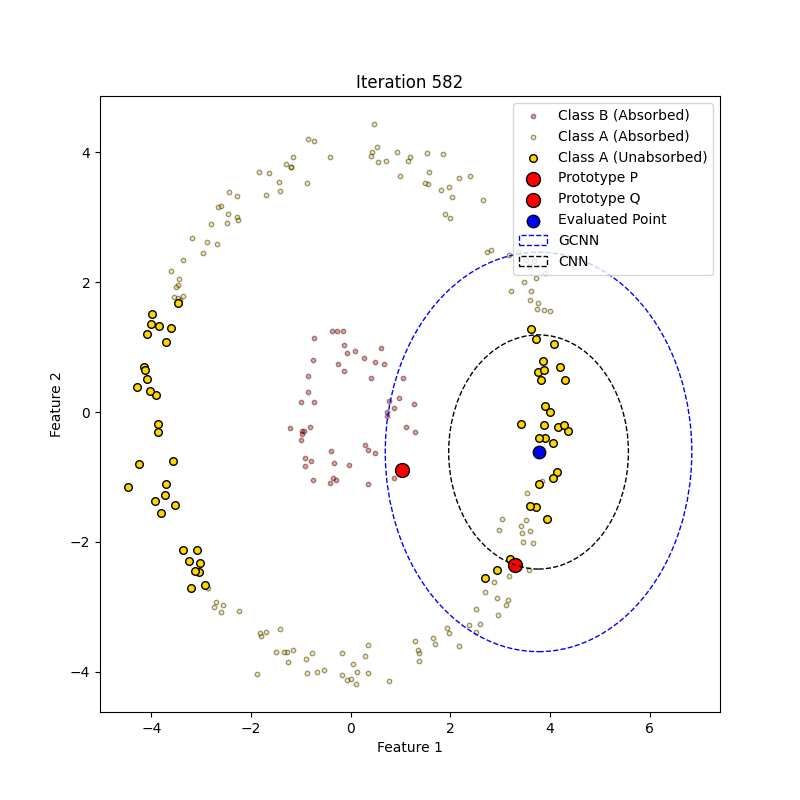 Iteration 582
Class B (Absorbed)
Class A (Absorbed)
Class A (Unabsorbed)
Prototype P
Prototype Q
Evaluated Point
GCNN
CNN
4
2
0
−2
−4
Feature 2
−4
−2
0
2
4
6
Feature 1